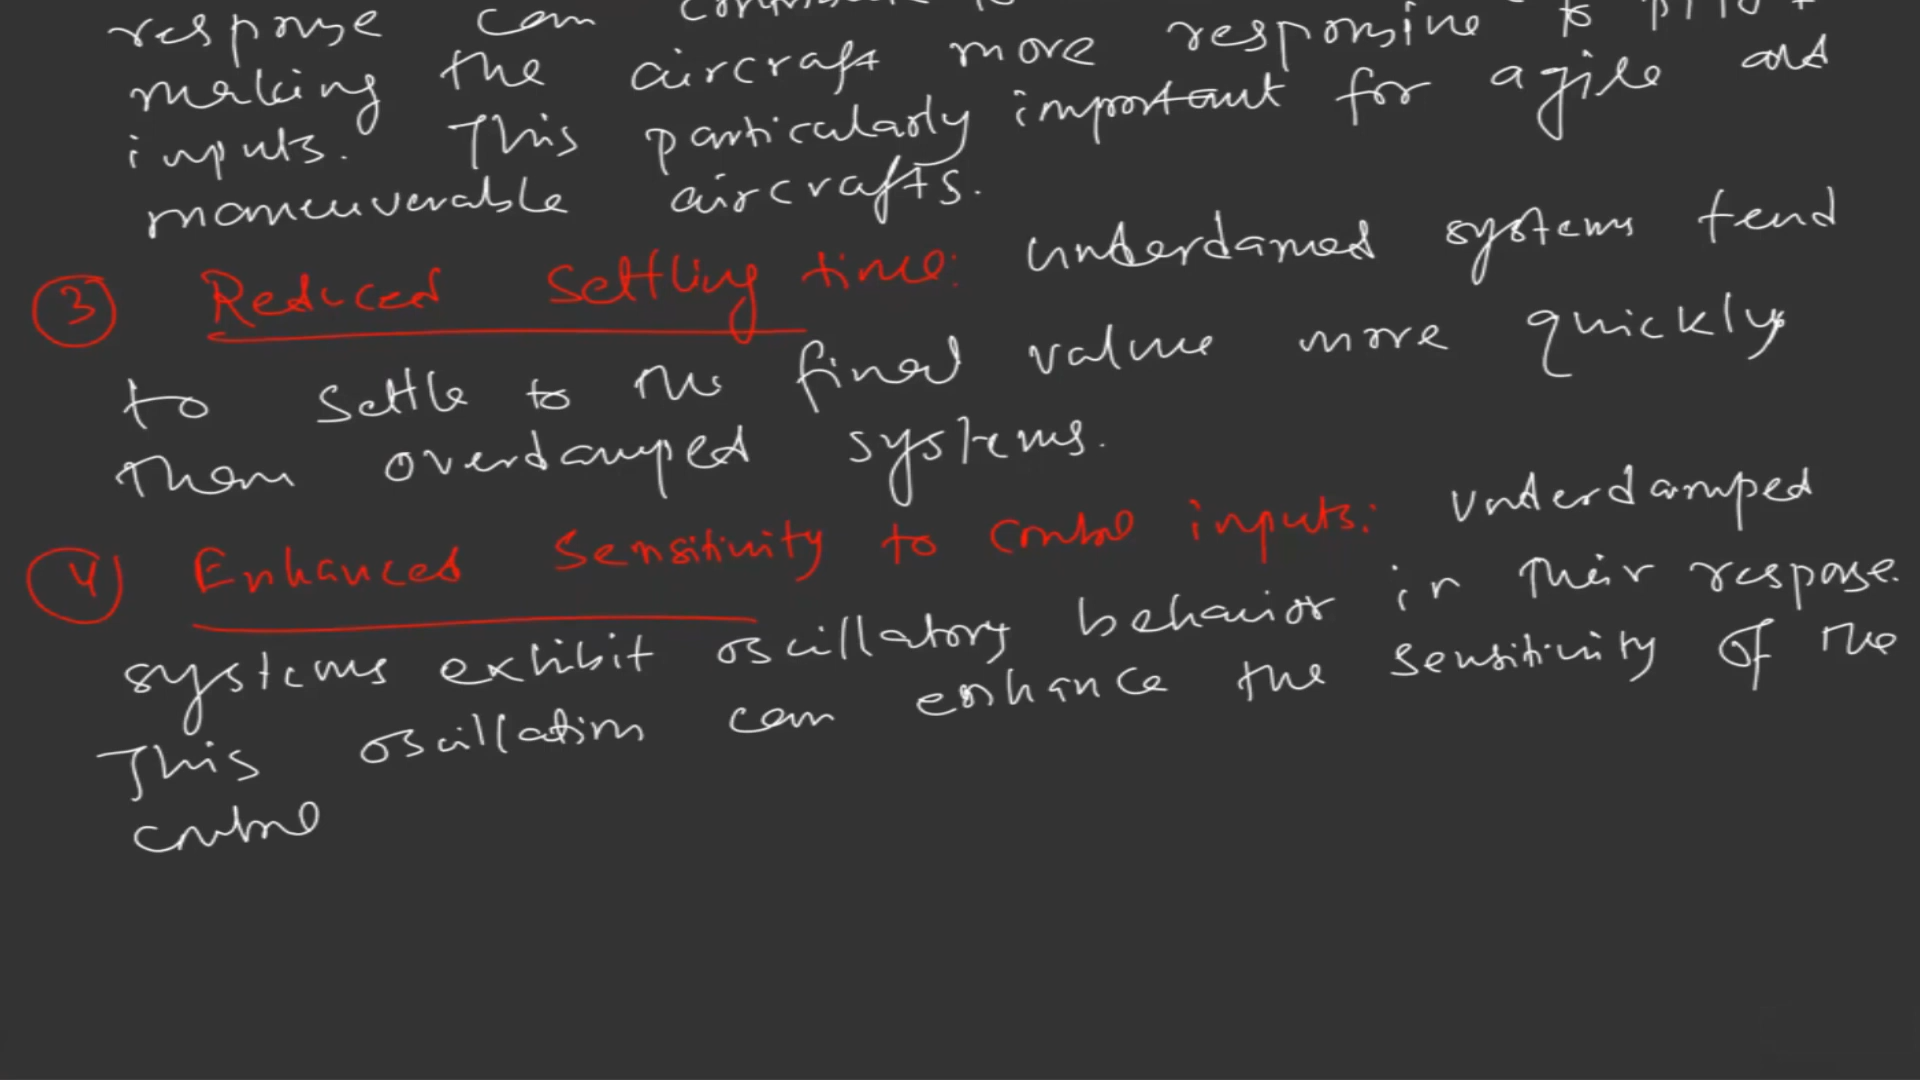 response can
making the aircraft more responsive to pilot
inputs. This particularly important for agile and
maneuverable aircrafts.
③ Reduced Settling time: underdamed systems tend
to settle to the final value more quickly
than overdamped systems.
④ Enhanced Sensitivity to control inputs: Underdamped
systems exhibit oscillatory behavior in their response.
This oscillation can enhance the sensitivity of the
control